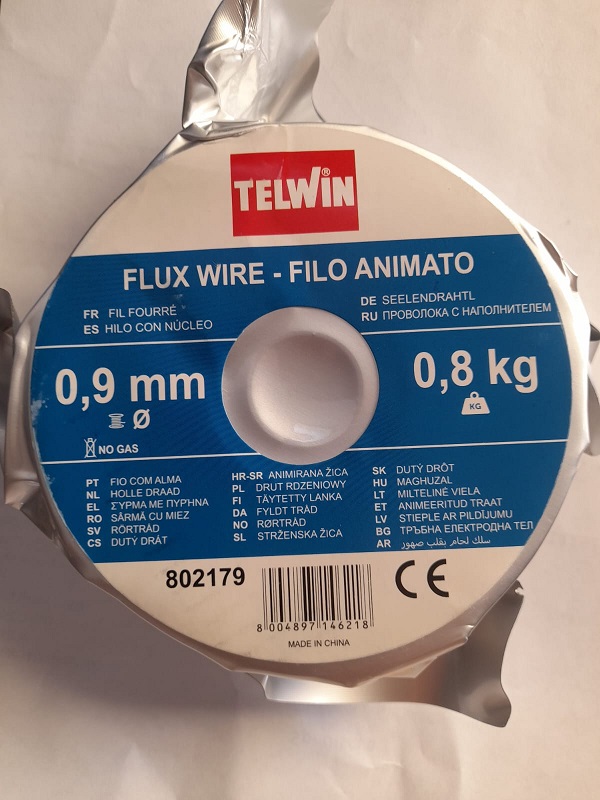 TELWIN®
FLUX WIRE - FILO ANIMATO
FR FIL FOURRÉ
ES HILO CON NÚCLEO
DE SEELENDRAHTL
RU ПРОВОЛОКА С НАПОЛНИТЕЛЕМ
0,9 mm
Ø
0,8 kg
KG
NO GAS
PT FIO COM ALMA
NL HOLLE DRAAD
EL ΣΥΡΜΑ ΜΕ ΠΥΡΉΝΑ
RO SÂRMĂ CU MIEZ
SV RÖRTRÅD
CS DUTÝ DRÁT
HR-SR ANIMIRANA ŽICA
PL DRUT RDZENIOWY
FI TÄYTETTY LANKA
DA FYLDT TRÅD
NO RØRTRÅD
SL STRŽENSKA ŽICA
SK DUTÝ DRÔT
HU MAGHUZAL
LT MILTELINĖ VIELA
ET ANIMEERITUD TRAAT
LV STIEPLE AR PILDĪJUMU
BG ТРЪБНА ЕЛЕКТРОДНА ТЕЛ
AR سلك لحام بقلب صهور
802179
8 004897 146218
CE
MADE IN CHINA